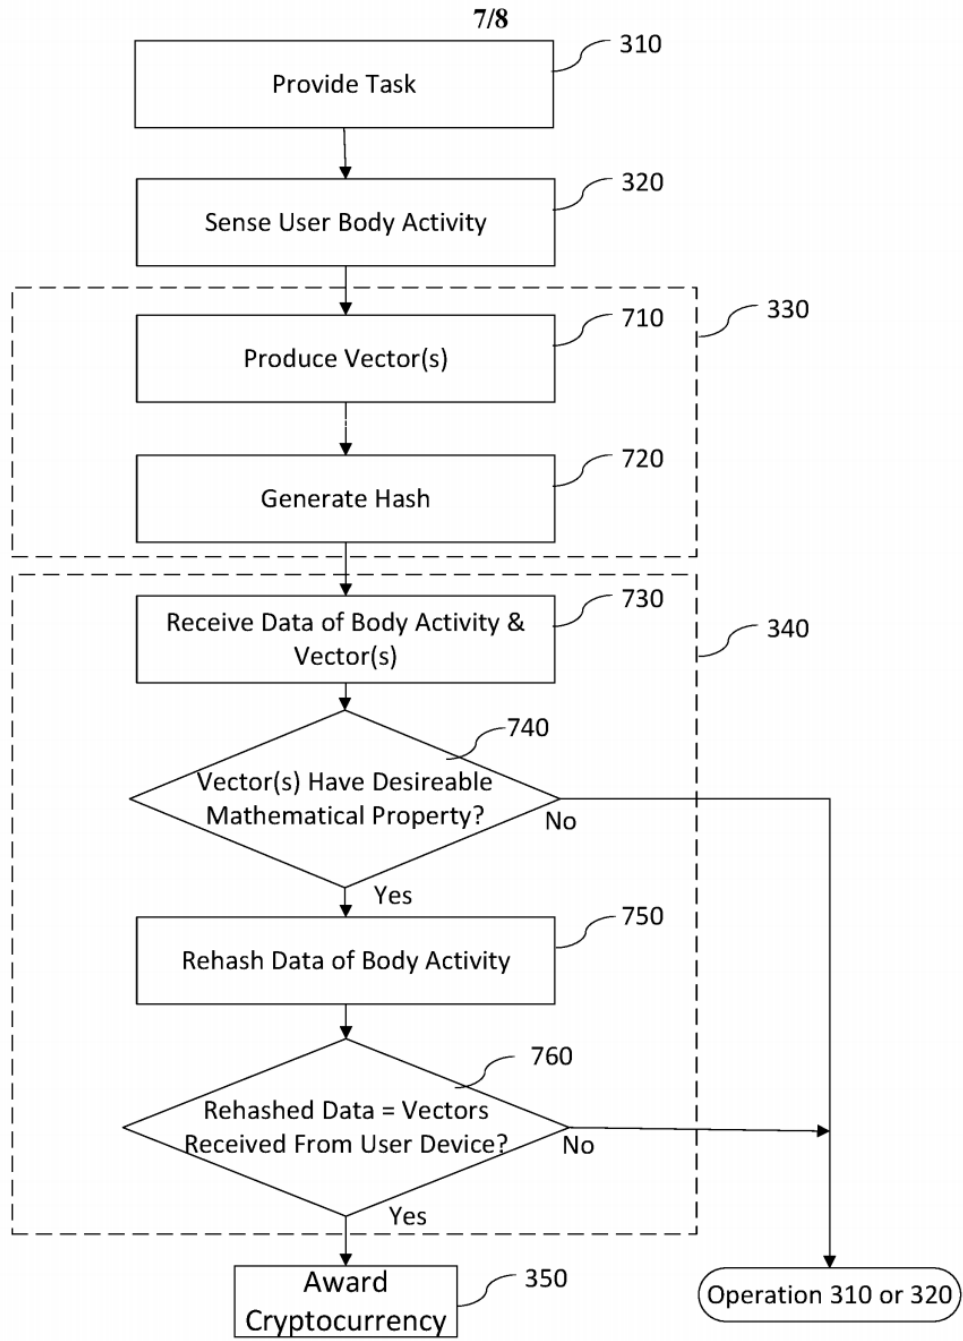 7/8
310
Provide Task
320
Sense User Body Activity
330
710
Produce Vector(s)
720
Generate Hash
730
Receive Data of Body Activity &
Vector(s)
340
740
Vector(s) Have Desireable
Mathematical Property?
No
Yes
750
Rehash Data of Body Activity
760
Rehashed Data = Vectors
Received From User Device?
No
Yes
350
Award
Cryptocurrency
Operation 310 or 320